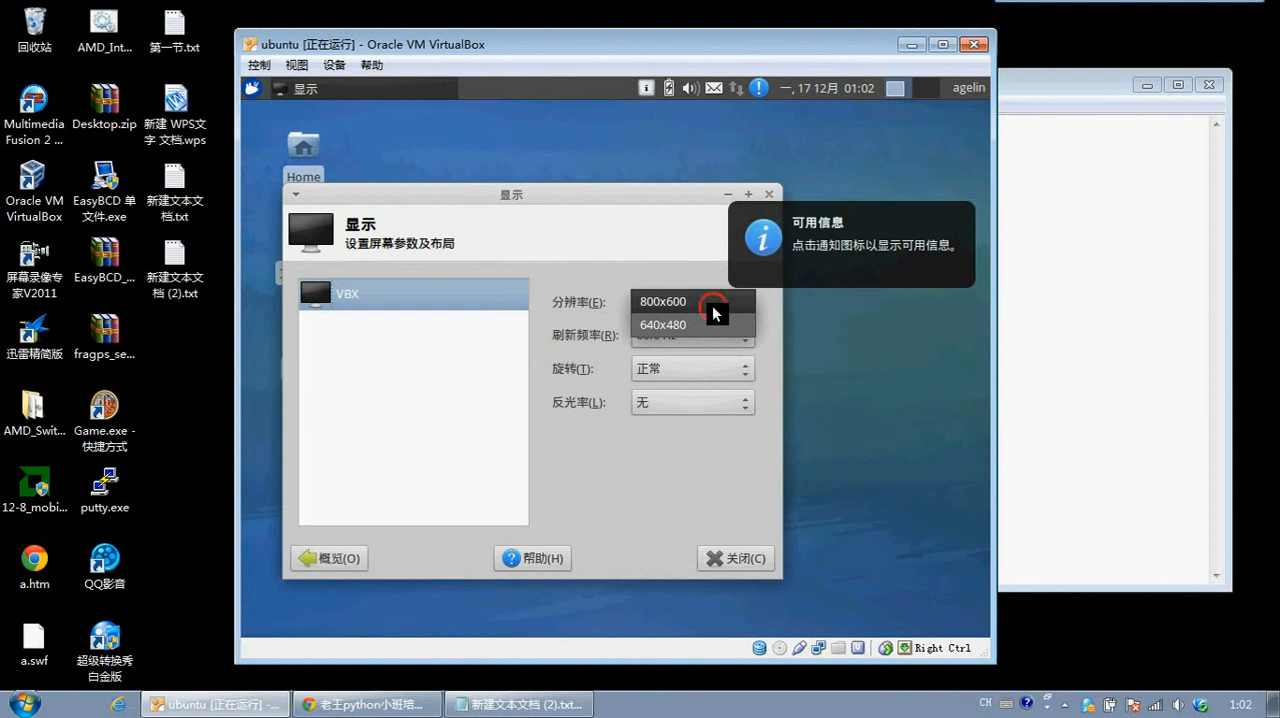 回收站
AMD_Int...
第一节.txt
Multimedia
Fusion 2 ...
Desktop.zip
新建 WPS文
字 文档.wps
Oracle VM
VirtualBox
EasyBCD 单
文件.exe
新建文本文
档.txt
屏幕录像专
家V2011
EasyBCD_...
新建文本文
档 (2).txt
迅雷精简版
fragps_se...
AMD_Swit...
Game.exe -
快捷方式
12-8_mobi...
putty.exe
a.htm
QQ影音
a.swf
超级转换秀
白金版
ubuntu [正在运行] - Oracle VM VirtualBox
控制 视图 设备 帮助
显示
一, 17 12月 01:02
agelin
Home
显示
显示
设置屏幕参数及布局
可用信息
点击通知图标以显示可用信息。
VBX
分辨率(E):
800x600
640x480
刷新频率(R):
旋转(T):
正常
反光率(L):
无
概览(O)
帮助(H)
关闭(C)
Right Ctrl
ubuntu [正在运行] -...
老王python小班培...
新建文本文档 (2).txt...
CH
1:02